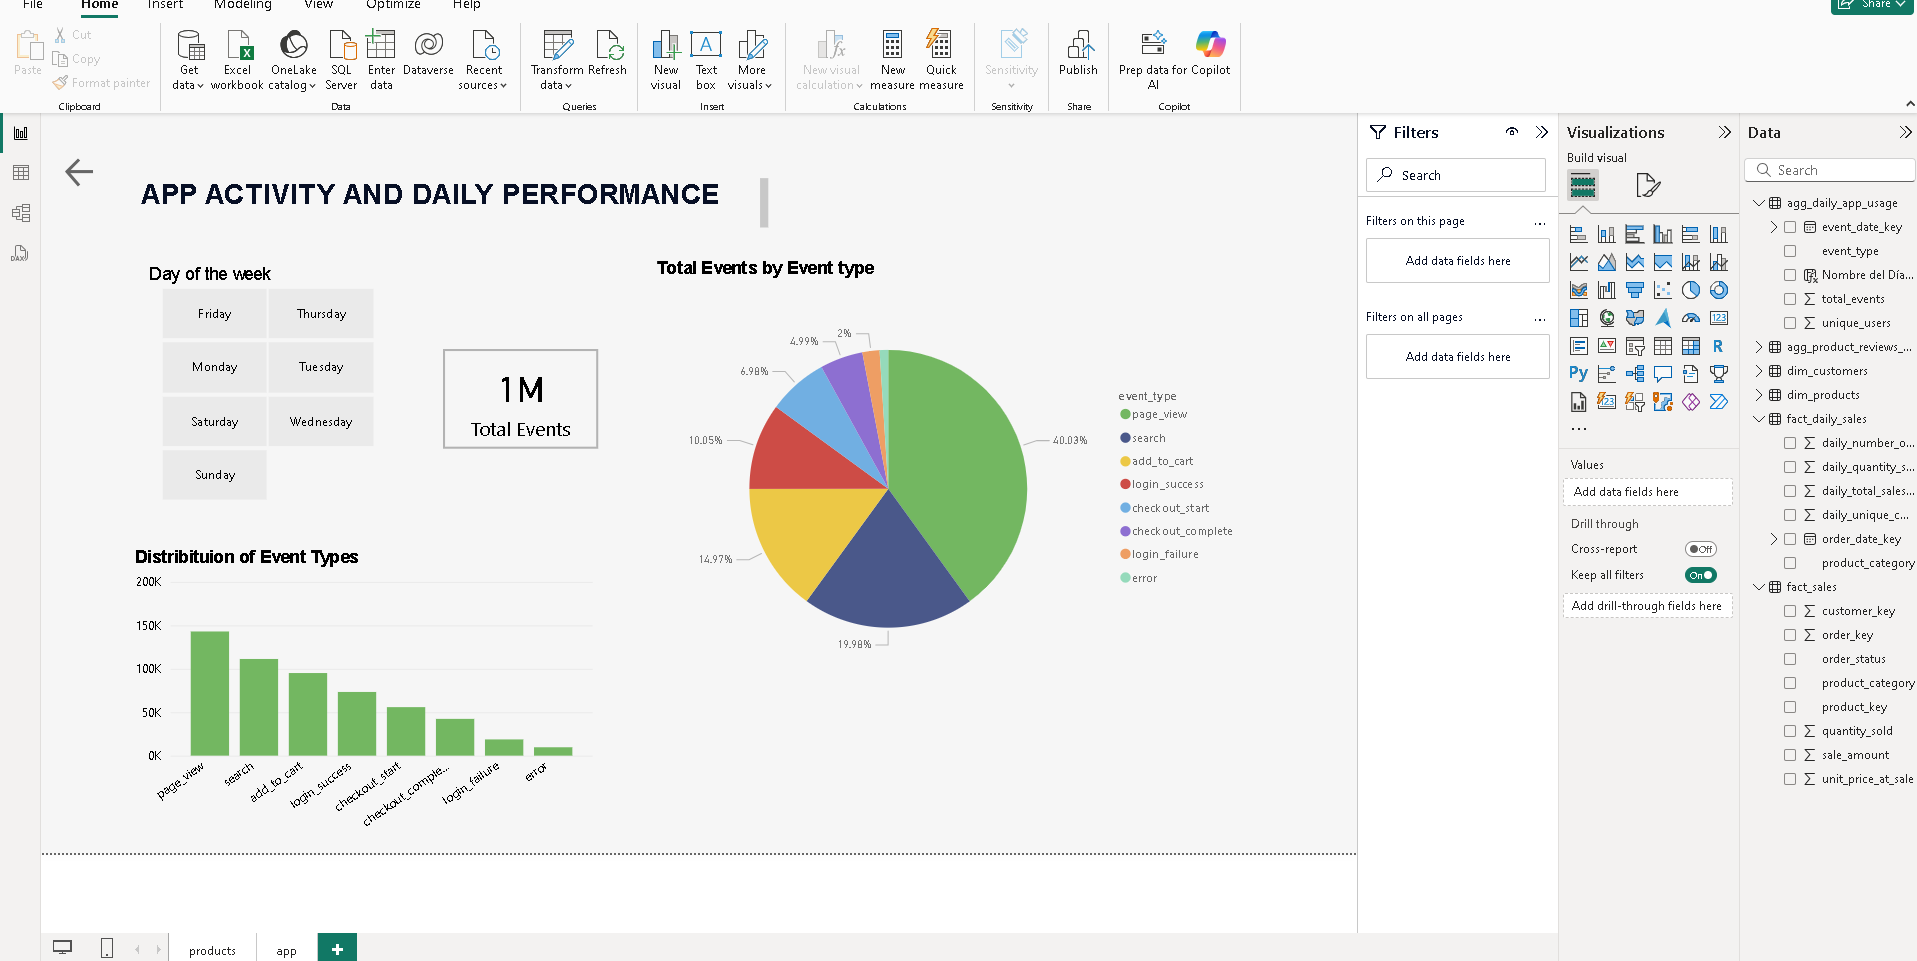 File Home Insert Modeling View Optimize Help Share
Paste
Cut
Copy
Format painter
Clipboard
Get data
Excel workbook
OneLake catalog
SQL Server
Enter data
Dataverse
Recent sources
Data
Transform data
Refresh
Queries
New visual
Text box
More visuals
Insert
New visual calculation
New measure
Quick measure
Calculations
Sensitivity
Sensitivity
Publish
Share
Prep data for AI
Copilot
Copilot
APP ACTIVITY AND DAILY PERFORMANCE
Day of the week
Friday Thursday
Monday Tuesday
Saturday Wednesday
Sunday
1M
Total Events
Total Events by Event type
2%
4.99%
6.98%
10.05%
14.97%
19.98%
40.03%
event_type
page_view
search
add_to_cart
login_success
checkout_start
checkout_complete
login_failure
error
Distribituion of Event Types
200K
150K
100K
50K
0K
page_view
search
add_to_cart
login_success
checkout_start
checkout_comple...
login_failure
error
products app +
Filters
Search
Filters on this page ...
Add data fields here
Filters on all pages ...
Add data fields here
Visualizations
Build visual
123
R
Py
123
...
Values
Add data fields here
Drill through
Cross-report Off
Keep all filters On
Add drill-through fields here
Data
Search
agg_daily_app_usage
event_date_key
event_type
Nombre del Día...
total_events
unique_users
agg_product_reviews_...
dim_customers
dim_products
fact_daily_sales
daily_number_o...
daily_quantity_s...
daily_total_sales...
daily_unique_c...
order_date_key
product_category
fact_sales
customer_key
order_key
order_status
product_category
product_key
quantity_sold
sale_amount
unit_price_at_sale